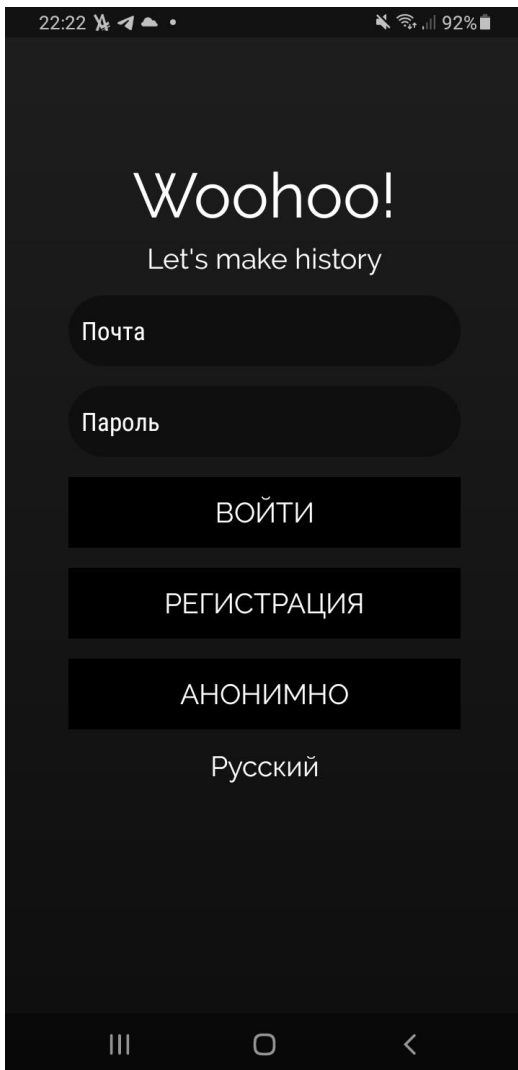 22:22
92%
Woohoo!
Let's make history
Почта
Пароль
ВОЙТИ
РЕГИСТРАЦИЯ
АНОНИМНО
Русский